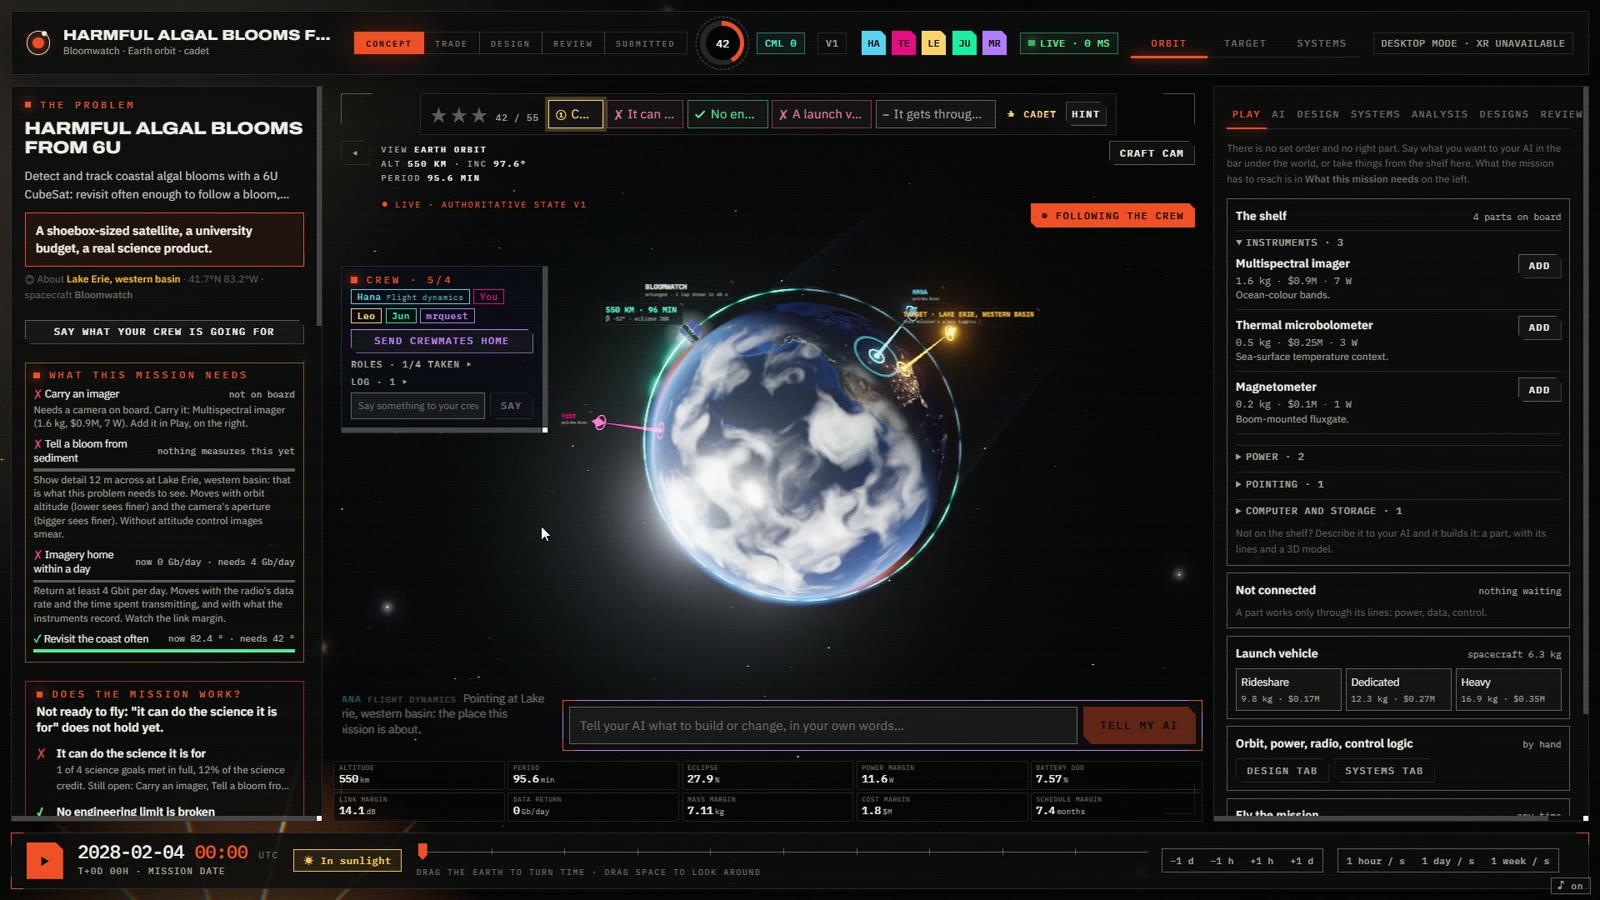 HARMFUL ALGAL BLOOMS F...
Bloomwatch · Earth orbit · cadet
CONCEPT
TRADE
DESIGN
REVIEW
SUBMITTED
42
CML 0
V1
HA
TE
LE
JU
MR
LIVE · 0 MS
ORBIT
TARGET
SYSTEMS
DESKTOP MODE · XR UNAVAILABLE
THE PROBLEM
HARMFUL ALGAL BLOOMS
FROM 6U
Detect and track coastal algal blooms with a 6U
CubeSat: revisit often enough to follow a bloom,...
A shoebox-sized satellite, a university
budget, a real science product.
About Lake Erie, western basin · 41.7°N 83.2°W ·
spacecraft Bloomwatch
SAY WHAT YOUR CREW IS GOING FOR
WHAT THIS MISSION NEEDS
✗ Carry an imager
not on board
Needs a camera on board. Carry it: Multispectral imager
(1.6 kg, $0.9M, 7 W). Add it in Play, on the right.
✗ Tell a bloom from
sediment
nothing measures this yet
Show detail 12 m across at Lake Erie, western basin: that
is what this problem needs to see. Moves with orbit
altitude (lower sees finer) and the camera's aperture
(bigger sees finer). Without attitude control images
smear.
✗ Imagery home
within a day
now 0 Gb/day · needs 4 Gb/day
Return at least 4 Gbit per day. Moves with the radio's data
rate and the time spent transmitting, and with what the
instruments record. Watch the link margin.
✓ Revisit the coast often
now 82.4 ° · needs 42 °
DOES THE MISSION WORK?
Not ready to fly: "it can do the science it is
for" does not hold yet.
✗ It can do the science it is for
1 of 4 science goals met in full, 12% of the science
credit. Still open: Carry an imager, Tell a bloom fro...
✓ No engineering limit is broken
★★★ 42 / 55
① C...
✗ It can ...
✓ No en...
✗ A launch v...
– It gets throug...
CADET
HINT
VIEW EARTH ORBIT
ALT 550 KM · INC 97.6°
PERIOD 95.6 MIN
CRAFT CAM
LIVE · AUTHORITATIVE STATE V1
FOLLOWING THE CREW
CREW · 5/4
Hana Flight dynamics
You
Leo
Jun
mrquest
SEND CREWMATES HOME
ROLES · 1/4 TAKEN ▸
LOG · 1 ▸
Say something to your crew
SAY
BLOOMWATCH
550 KM · 96 MIN
HANA
TARGET · LAKE ERIE, WESTERN BASIN
TEST
ANA FLIGHT DYNAMICS Pointing at Lake
rie, western basin: the place this
ission is about.
Tell your AI what to build or change, in your own words...
TELL MY AI
ALTITUDE
550 km
PERIOD
95.6 min
ECLIPSE
27.9 %
POWER MARGIN
11.6 W
BATTERY DOD
7.57 %
LINK MARGIN
14.1 dB
DATA RETURN
0 Gb/day
MASS MARGIN
7.11 kg
COST MARGIN
1.8 $M
SCHEDULE MARGIN
7.4 months
PLAY
AI
DESIGN
SYSTEMS
ANALYSIS
DESIGNS
REVIEW
There is no set order and no right part. Say what you want to your AI in the
bar under the world, or take things from the shelf here. What the mission
has to reach is in What this mission needs on the left.
The shelf
4 parts on board
▼ INSTRUMENTS · 3
Multispectral imager
1.6 kg · $0.9M · 7 W
Ocean-colour bands.
ADD
Thermal microbolometer
0.5 kg · $0.25M · 3 W
Sea-surface temperature context.
ADD
Magnetometer
0.2 kg · $0.1M · 1 W
Boom-mounted fluxgate.
ADD
▶ POWER · 2
▶ POINTING · 1
▶ COMPUTER AND STORAGE · 1
Not on the shelf? Describe it to your AI and it builds it: a part, with its
lines and a 3D model.
Not connected
nothing waiting
A part works only through its lines: power, data, control.
Launch vehicle
spacecraft 6.3 kg
Rideshare
9.8 kg · $0.17M
Dedicated
12.3 kg · $0.27M
Heavy
16.9 kg · $0.35M
Orbit, power, radio, control logic
by hand
DESIGN TAB
SYSTEMS TAB
Fly the mission
any time
2028-02-04 00:00 UTC
T+0D 00H · MISSION DATE
In sunlight
DRAG THE EARTH TO TURN TIME · DRAG SPACE TO LOOK AROUND
−1 d
−1 h
+1 h
+1 d
1 hour / s
1 day / s
1 week / s
♪ on